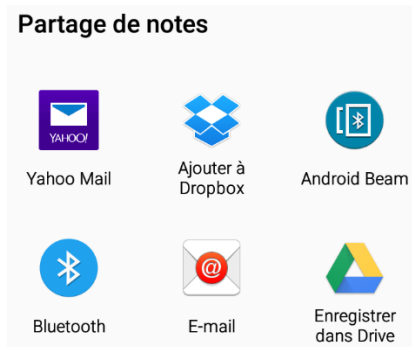 Partage de notes
YAHOO!
Yahoo Mail
Ajouter à
Dropbox
Android Beam
@
Bluetooth
E-mail
Enregistrer
dans Drive